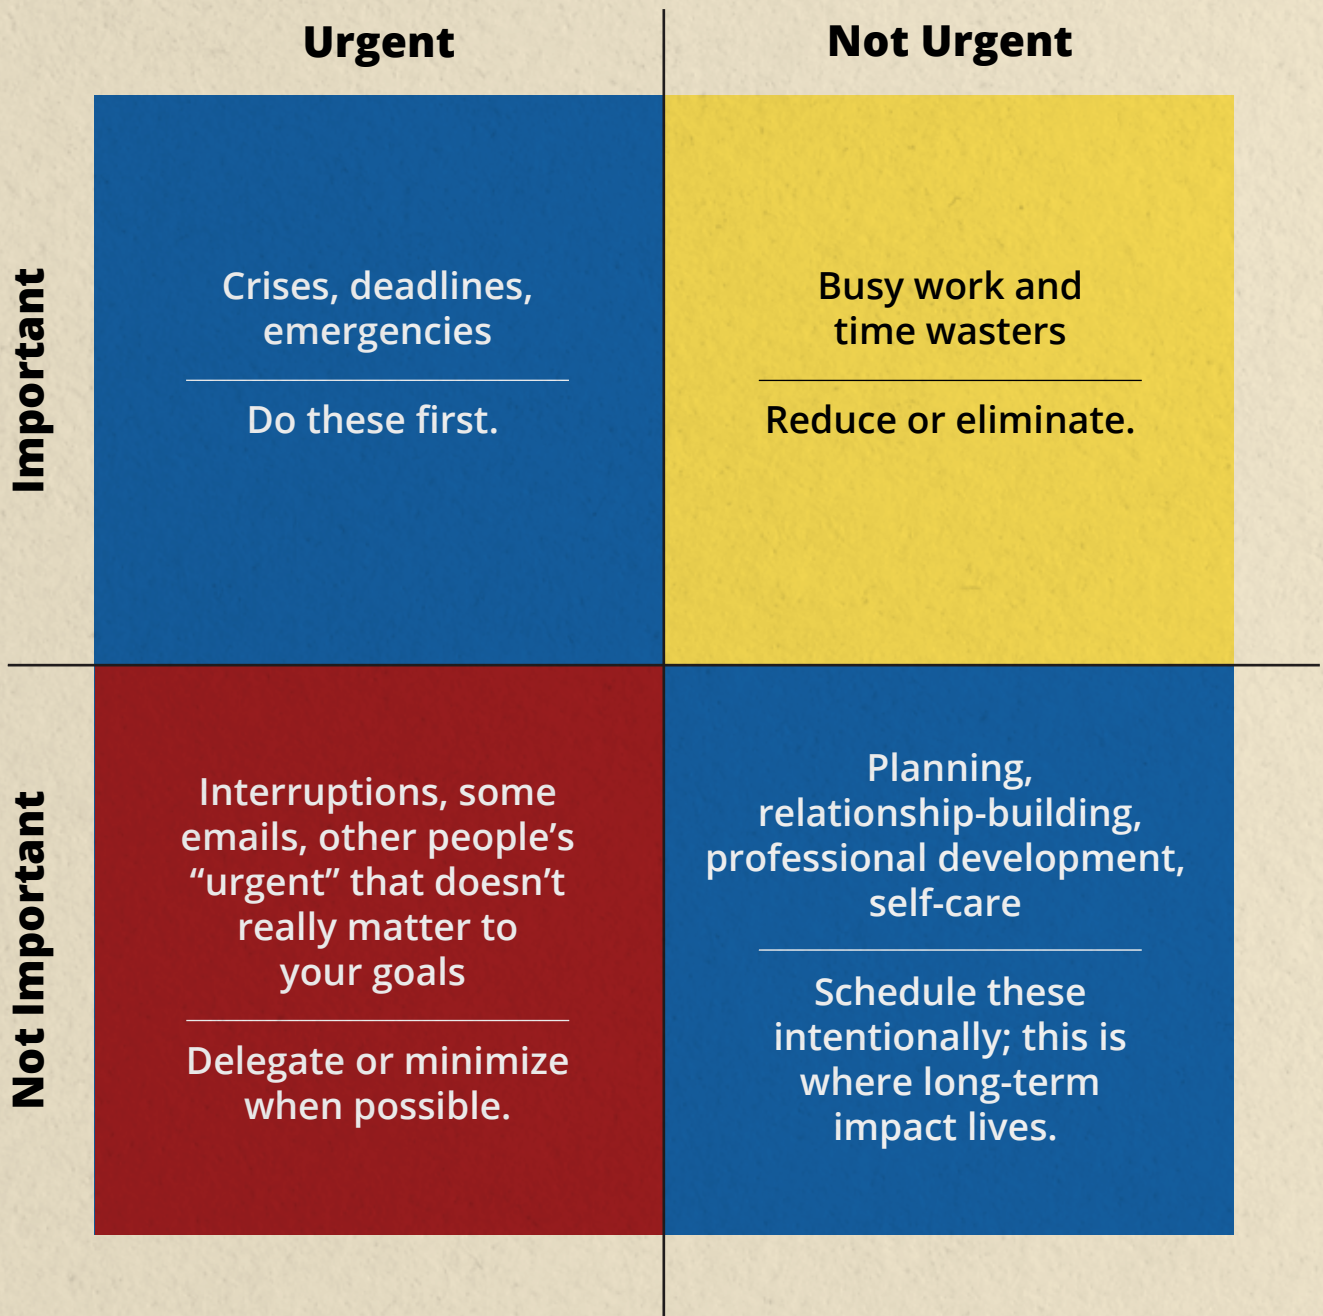 Urgent
Not Urgent
Important
Crises, deadlines,
emergencies
Do these first.
Busy work and
time wasters
Reduce or eliminate.
Not Important
Interruptions, some
emails, other people’s
“urgent” that doesn’t
really matter to
your goals
Delegate or minimize
when possible.
Planning,
relationship-building,
professional development,
self-care
Schedule these
intentionally; this is
where long-term
impact lives.